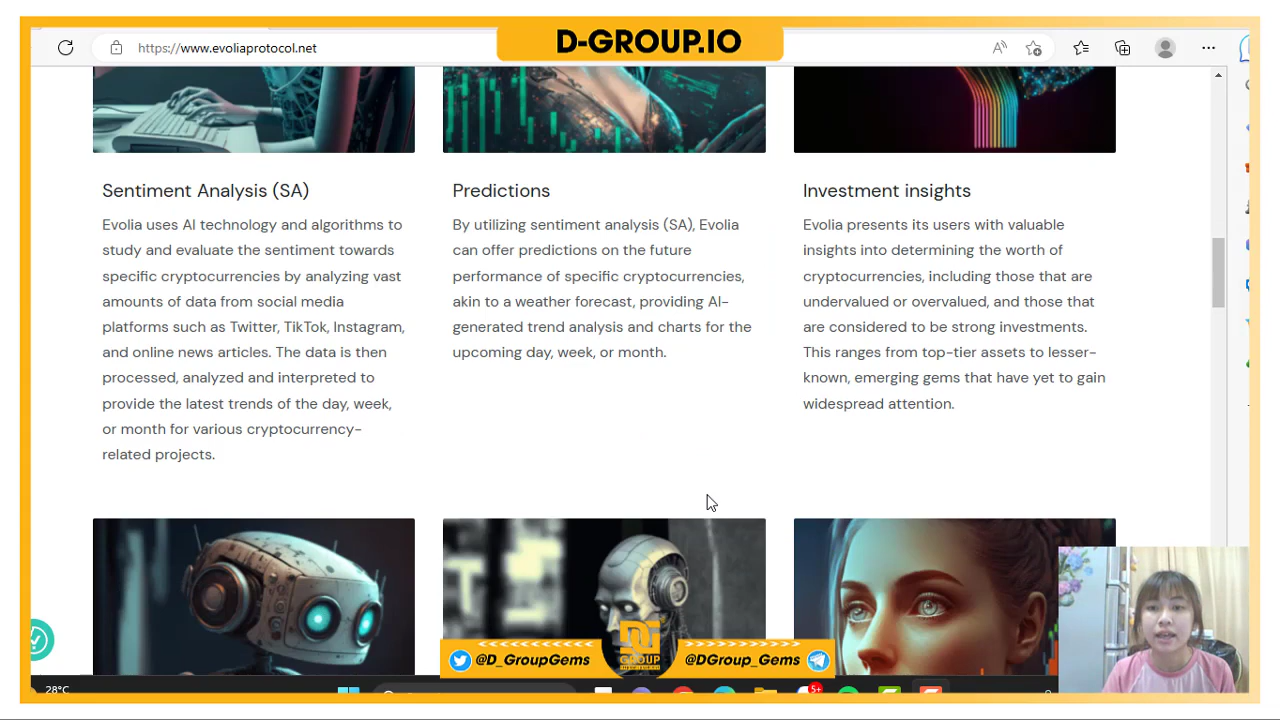 D-GROUP.IO
https://www.evoliaprotocol.net
Sentiment Analysis (SA)
Evolia uses AI technology and algorithms to
study and evaluate the sentiment towards
specific cryptocurrencies by analyzing vast
amounts of data from social media
platforms such as Twitter, TikTok, Instagram,
and online news articles. The data is then
processed, analyzed and interpreted to
provide the latest trends of the day, week,
or month for various cryptocurrency-
related projects.
Predictions
By utilizing sentiment analysis (SA), Evolia
can offer predictions on the future
performance of specific cryptocurrencies,
akin to a weather forecast, providing AI-
generated trend analysis and charts for the
upcoming day, week, or month.
Investment insights
Evolia presents its users with valuable
insights into determining the worth of
cryptocurrencies, including those that are
undervalued or overvalued, and those that
are considered to be strong investments.
This ranges from top-tier assets to lesser-
known, emerging gems that have yet to gain
widespread attention.
@D_GroupGems
GROUP
@DGroup_Gems
28°C
5+